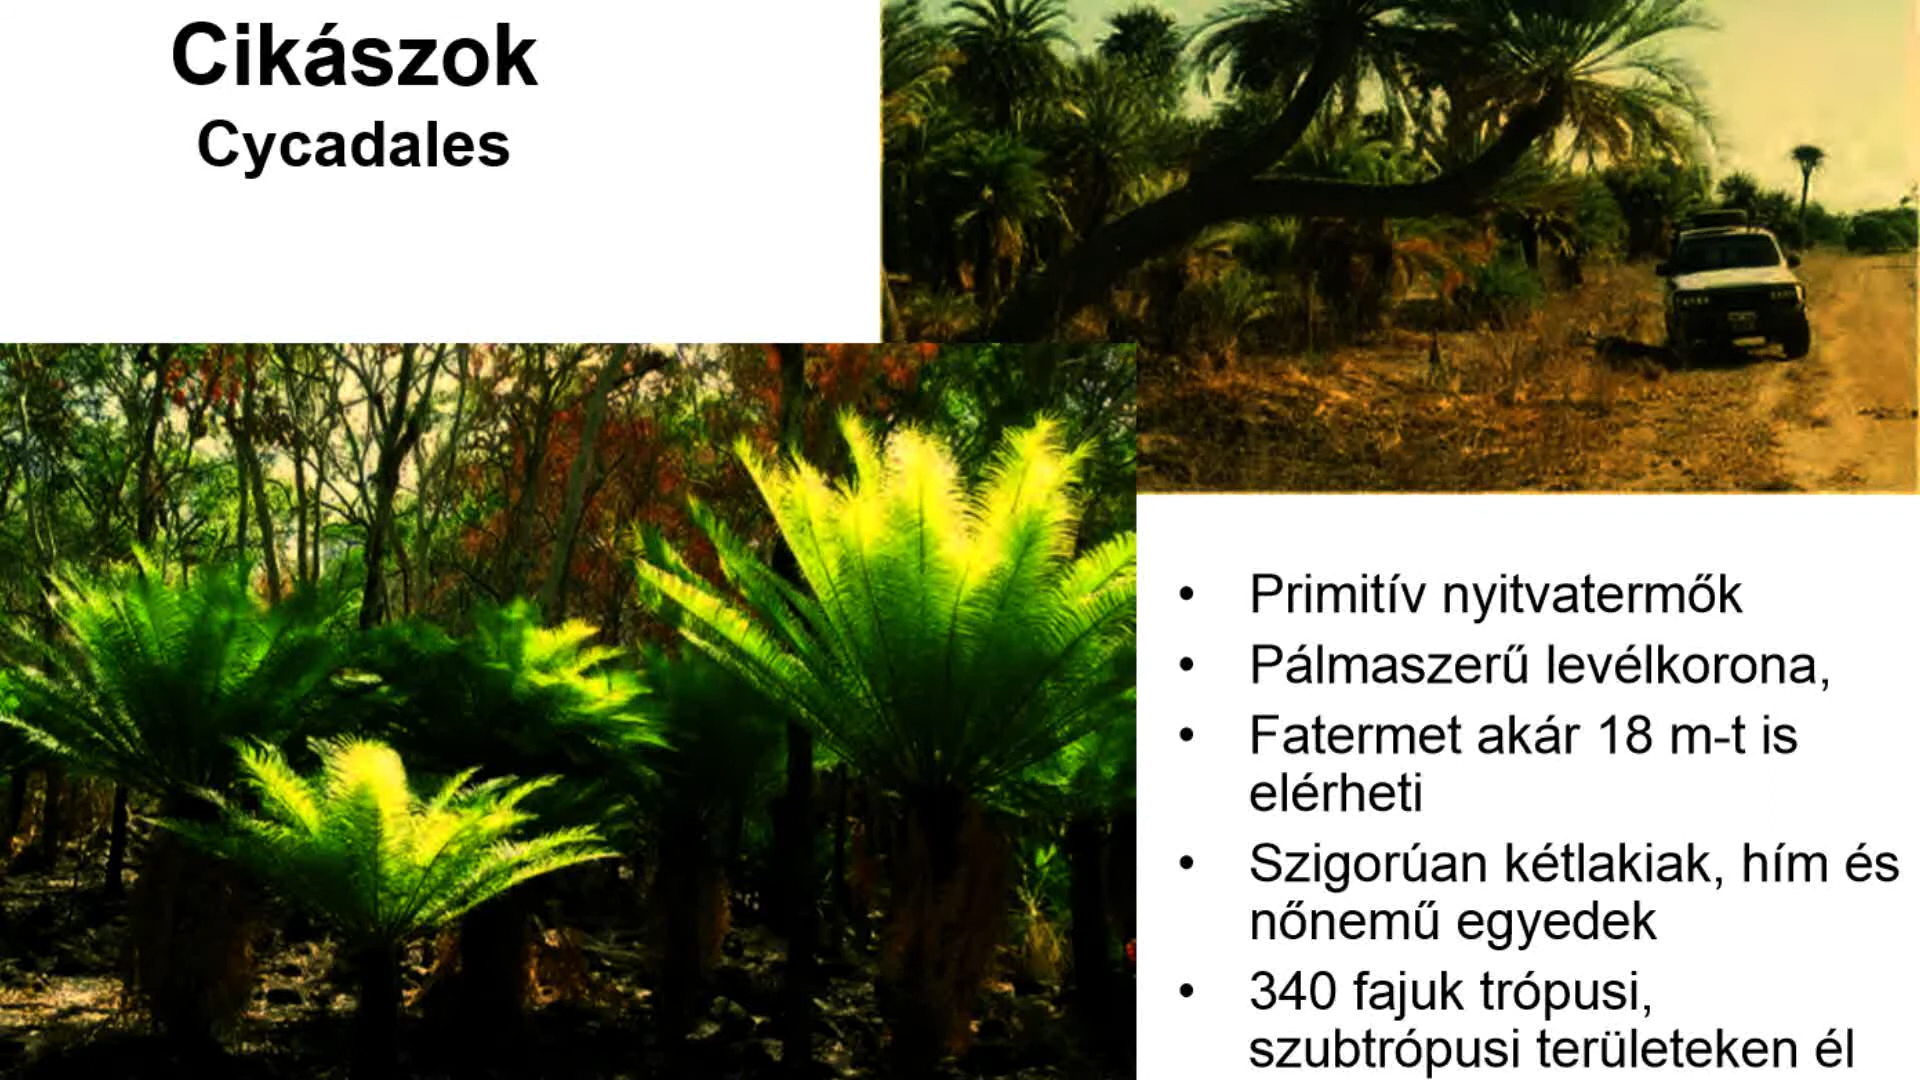 Cikászok
Cycadales
• Primitív nyitvatermők
• Pálmaszerű levélkorona,
• Fatermet akár 18 m-t is
elérheti
• Szigorúan kétlakiak, hím és
nőnemű egyedek
• 340 fajuk trópusi,
szubtrópusi területeken él